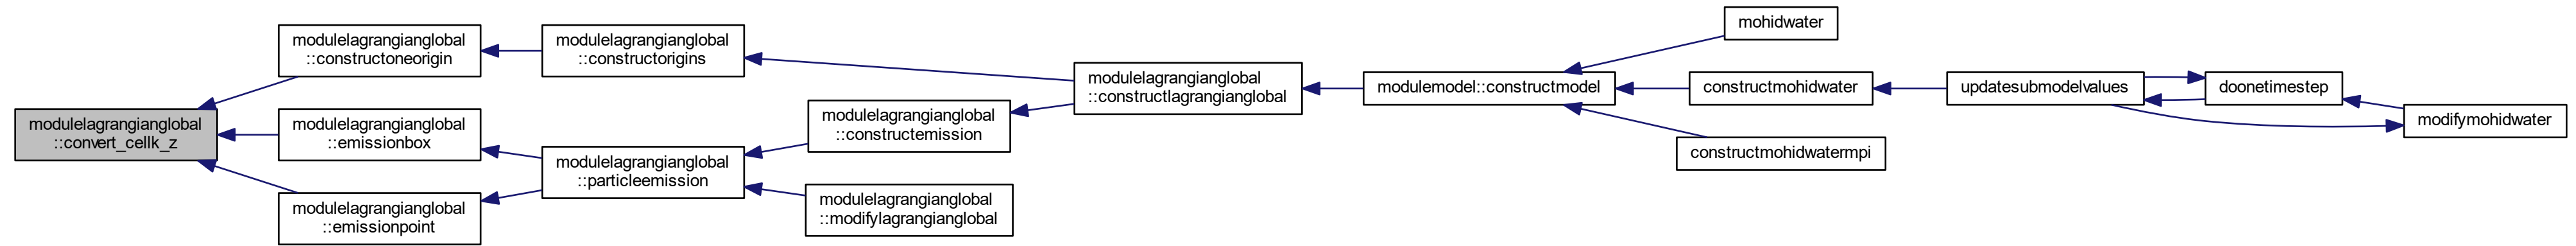 modulelagrangianglobal
::convert_cellk_z
modulelagrangianglobal
::constructoneorigin
modulelagrangianglobal
::emissionbox
modulelagrangianglobal
::emissionpoint
modulelagrangianglobal
::constructorigins
modulelagrangianglobal
::particleemission
modulelagrangianglobal
::constructemission
modulelagrangianglobal
::modifylagrangianglobal
modulelagrangianglobal
::constructlagrangianglobal
modulemodel::constructmodel
mohidwater
constructmohidwater
constructmohidwatermpi
updatesubmodelvalues
doonetimestep
modifymohidwater